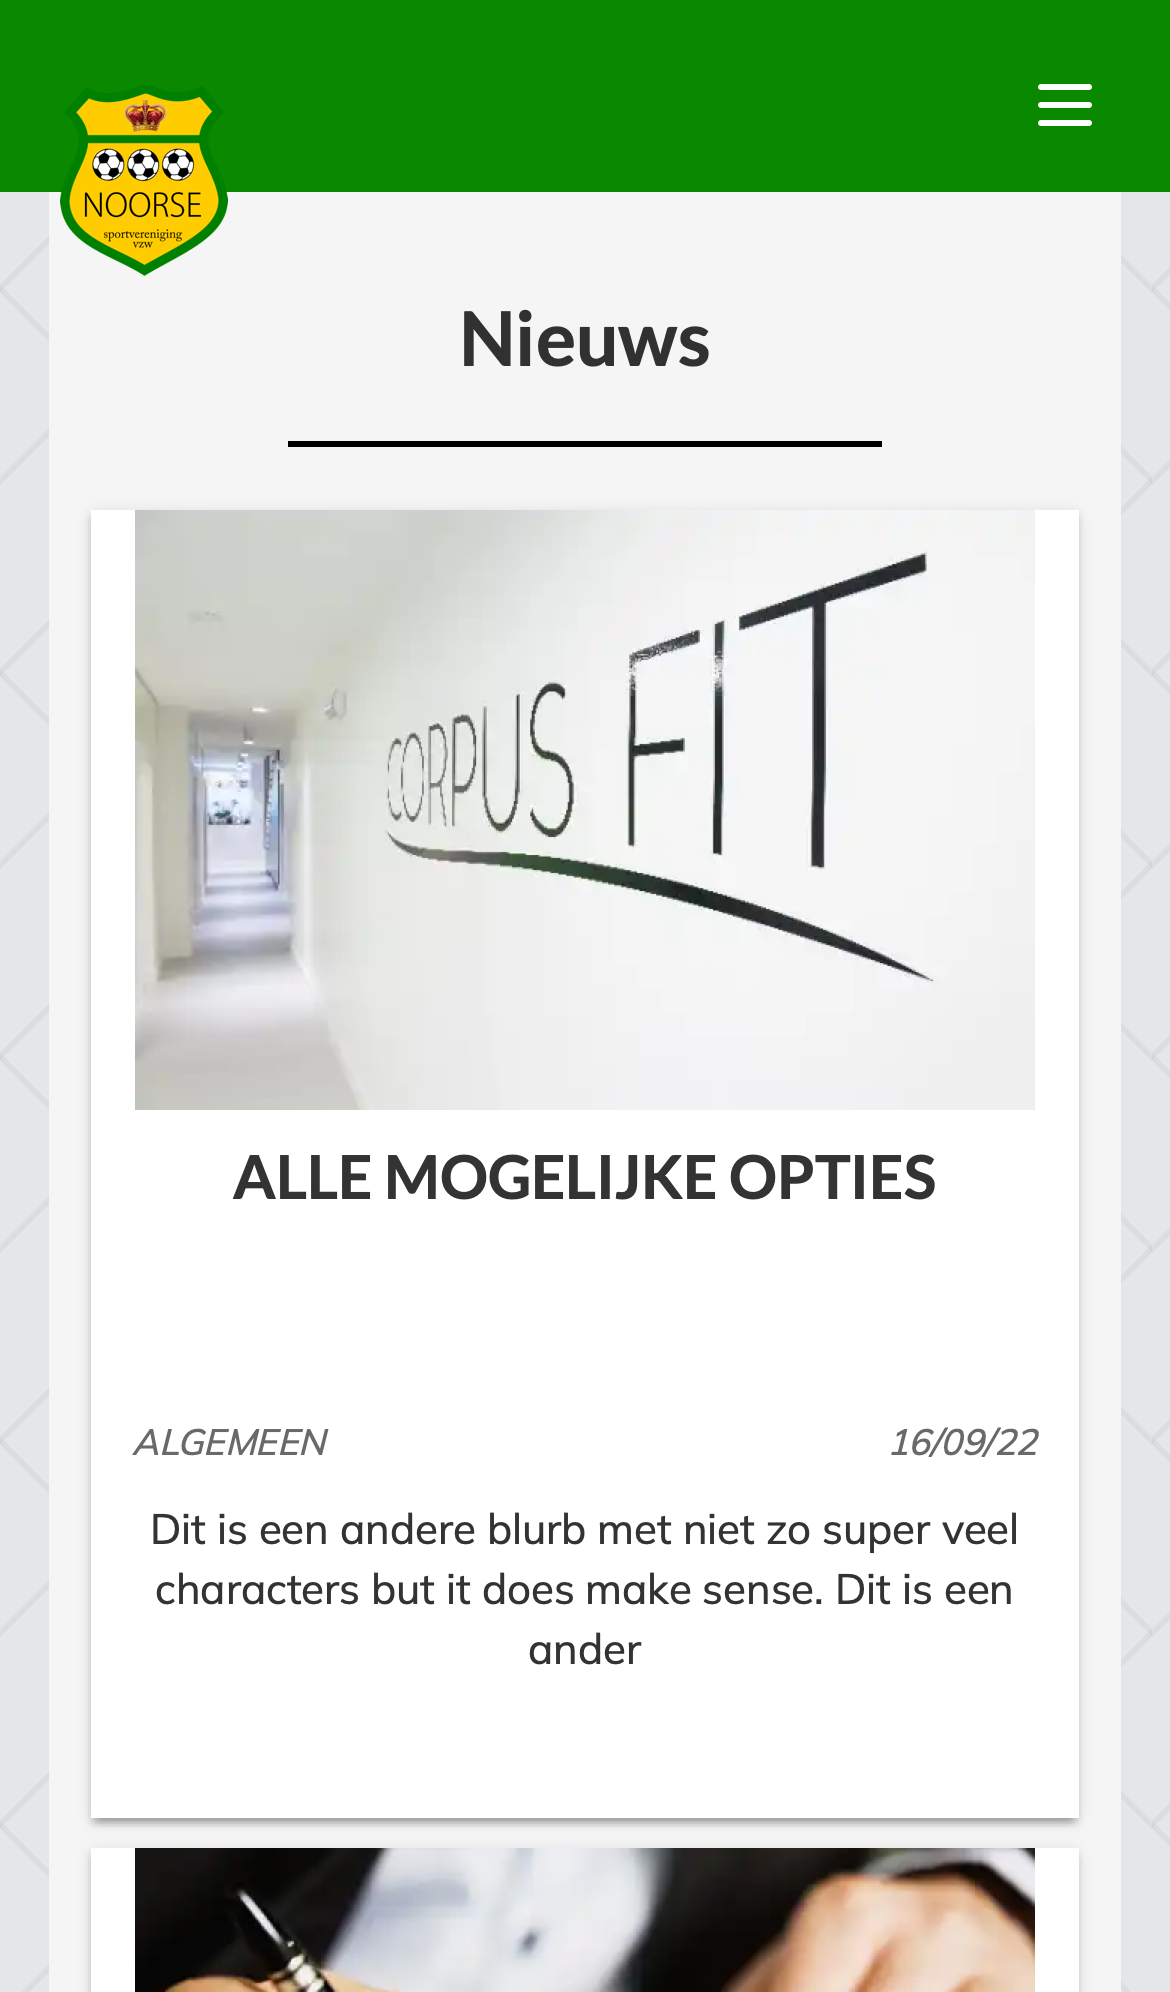 NOORSE
sportvereniging
vzw
Nieuws
CORPUS FIT
ALLE MOGELIJKE OPTIES
ALGEMEEN
16/09/22
Dit is een andere blurb met niet zo super veel
characters but it does make sense. Dit is een
ander